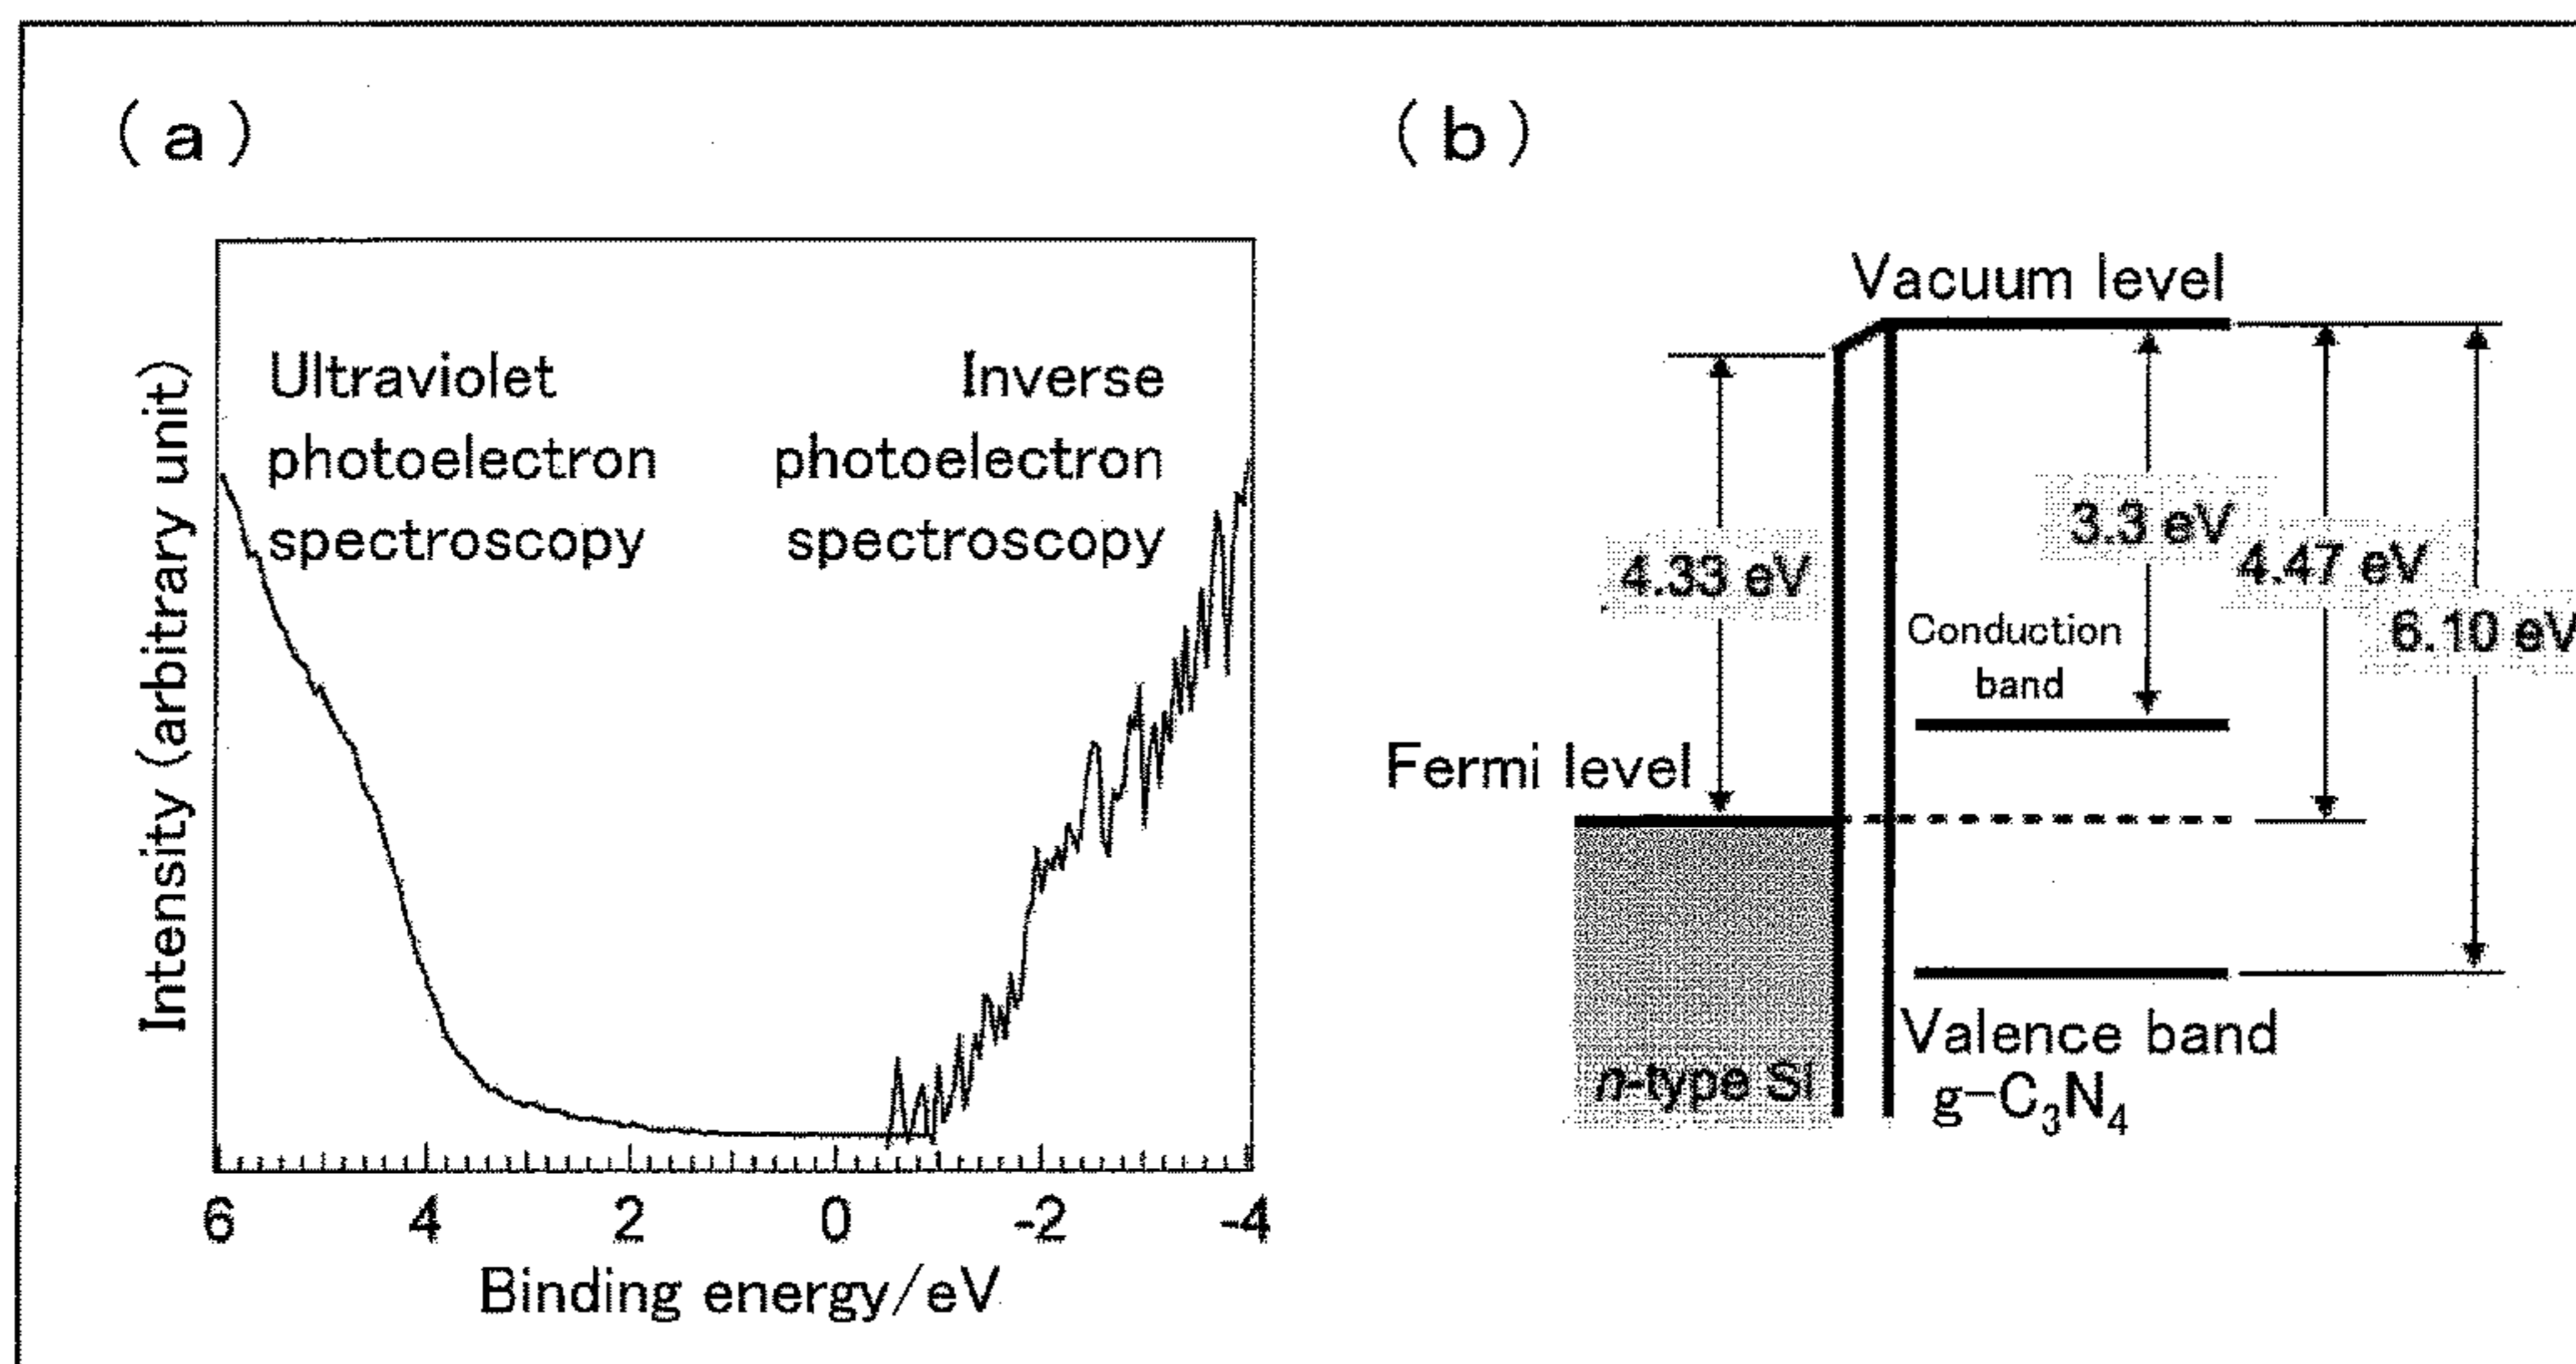 (a)
Ultraviolet
photoelectron
spectroscopy
Inverse
photoelectron
spectroscopy
Intensity (arbitrary unit)
6 4 2 0 -2 -4
Binding energy/eV
(b)
Vacuum level
3.3 eV
4.33 eV
4.47 eV
6.10 eV
Conduction
band
Fermi level
n-type Si
Valence band
g-C₃N₄